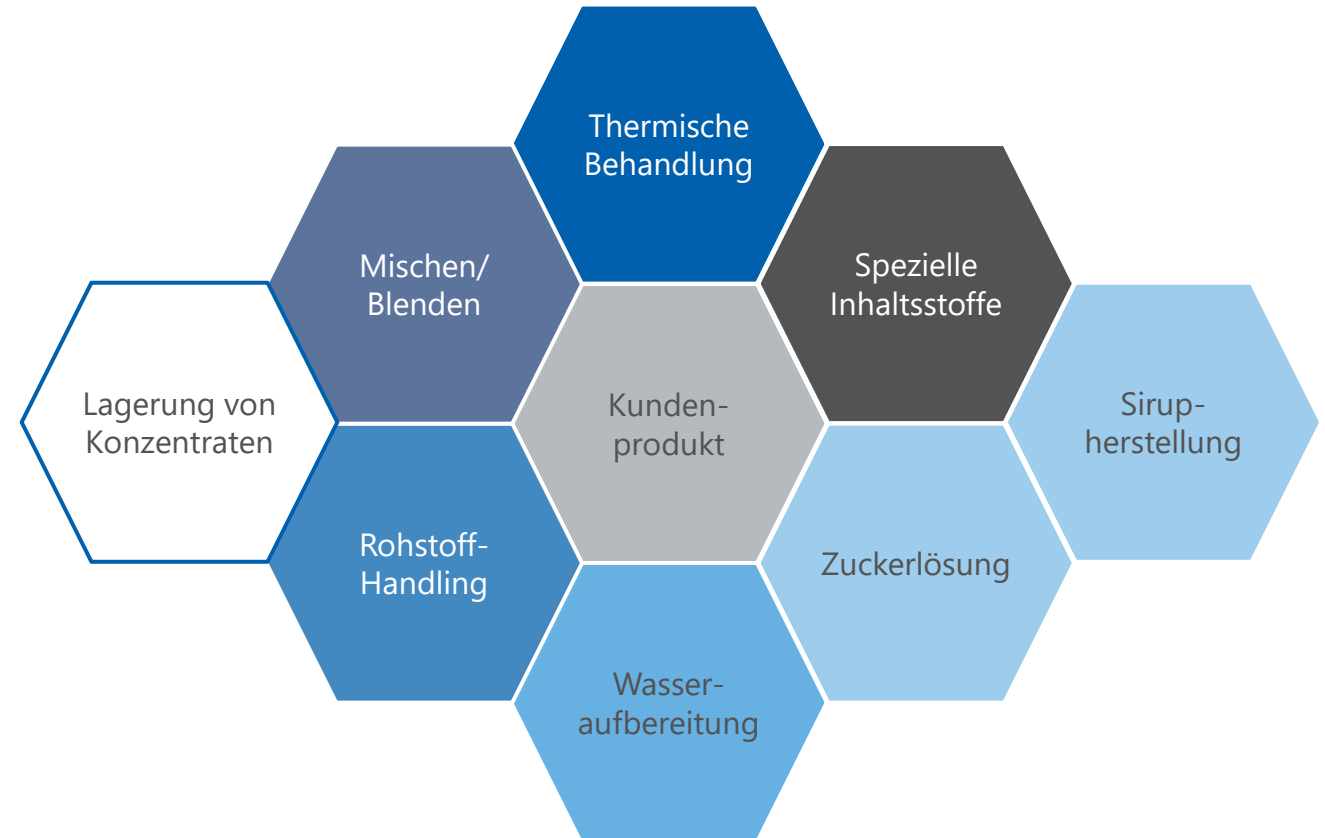 Thermische
Behandlung
Mischen/
Blenden
Spezielle
Inhaltsstoffe
Lagerung von
Konzentraten
Kunden-
produkt
Sirup-
herstellung
Rohstoff-
Handling
Zuckerlösung
Wasser-
aufbereitung